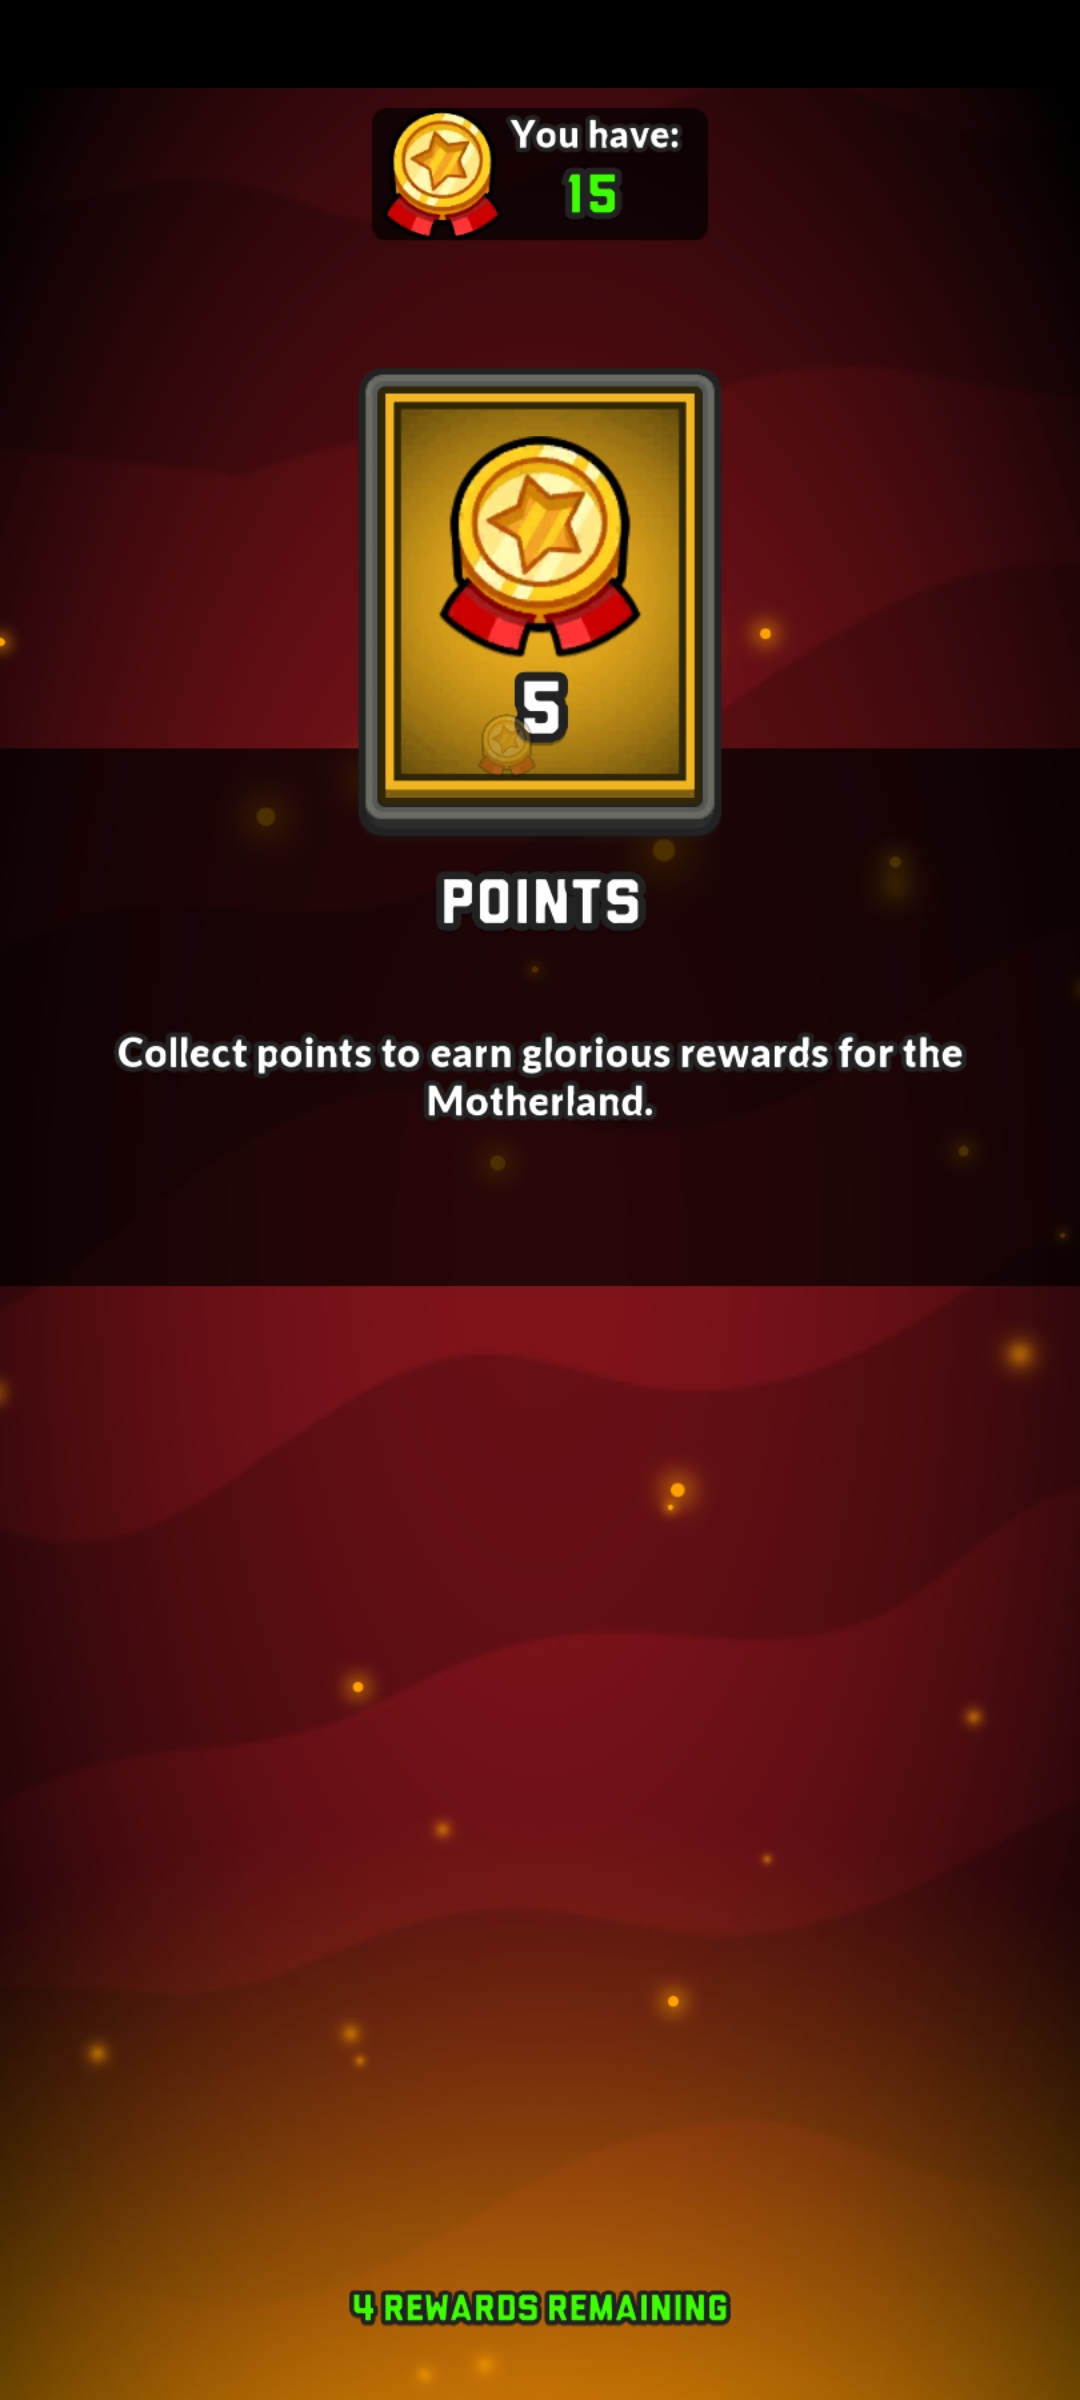 You have:
15
5
POINTS
Collect points to earn glorious rewards for the
Motherland.
4 REWARDS REMAINING